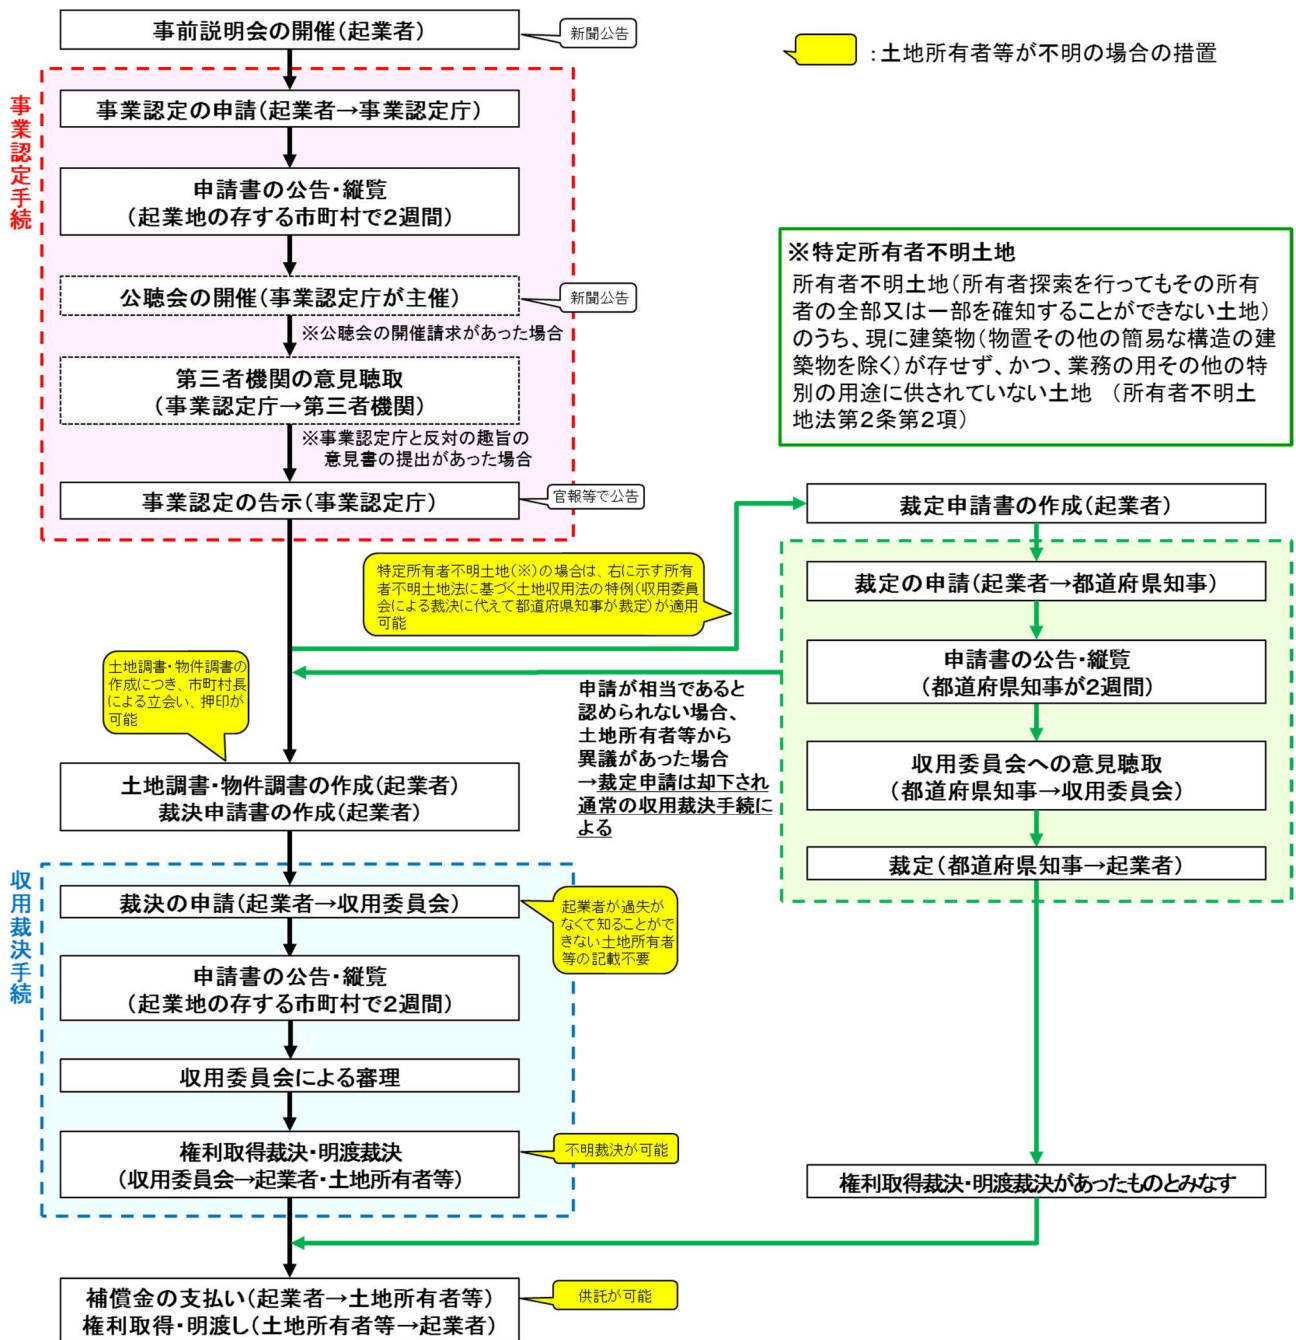 事前説明会の開催(起業者)
新聞公告
:土地所有者等が不明の場合の措置
事業認定手続
事業認定の申請(起業者→事業認定庁)
申請書の公告・縦覧
(起業地の存する市町村で2週間)
公聴会の開催(事業認定庁が主催)
新聞公告
※公聴会の開催請求があった場合
第三者機関の意見聴取
(事業認定庁→第三者機関)
※事業認定庁と反対の趣旨の
意見書の提出があった場合
事業認定の告示(事業認定庁)
官報等で公告
※特定所有者不明土地
所有者不明土地(所有者探索を行ってもその所有
者の全部又は一部を確知することができない土地)
のうち、現に建築物(物置その他の簡易な構造の建
築物を除く)が存せず、かつ、業務の用その他の特
別の用途に供されていない土地 (所有者不明土
地法第2条第2項)
特定所有者不明土地(※)の場合は、右に示す所有
者不明土地法に基づく土地収用法の特例(収用委員
会による裁決に代えて都道府県知事が裁定)が適用
可能
裁定申請書の作成(起業者)
裁定の申請(起業者→都道府県知事)
申請書の公告・縦覧
(都道府県知事が2週間)
収用委員会への意見聴取
(都道府県知事→収用委員会)
裁定(都道府県知事→起業者)
申請が相当であると
認められない場合、
土地所有者等から
異議があった場合
→裁定申請は却下され
通常の収用裁決手続に
よる
土地調書・物件調書の
作成につき、市町村長
による立会い、押印が
可能
土地調書・物件調書の作成(起業者)
裁決申請書の作成(起業者)
収用裁決手続
裁決の申請(起業者→収用委員会)
起業者が過失が
なくて知ることがで
きない土地所有者
等の記載不要
申請書の公告・縦覧
(起業地の存する市町村で2週間)
収用委員会による審理
権利取得裁決・明渡裁決
(収用委員会→起業者・土地所有者等)
不明裁決が可能
権利取得裁決・明渡裁決があったものとみなす
補償金の支払い(起業者→土地所有者等)
権利取得・明渡し(土地所有者等→起業者)
供託が可能